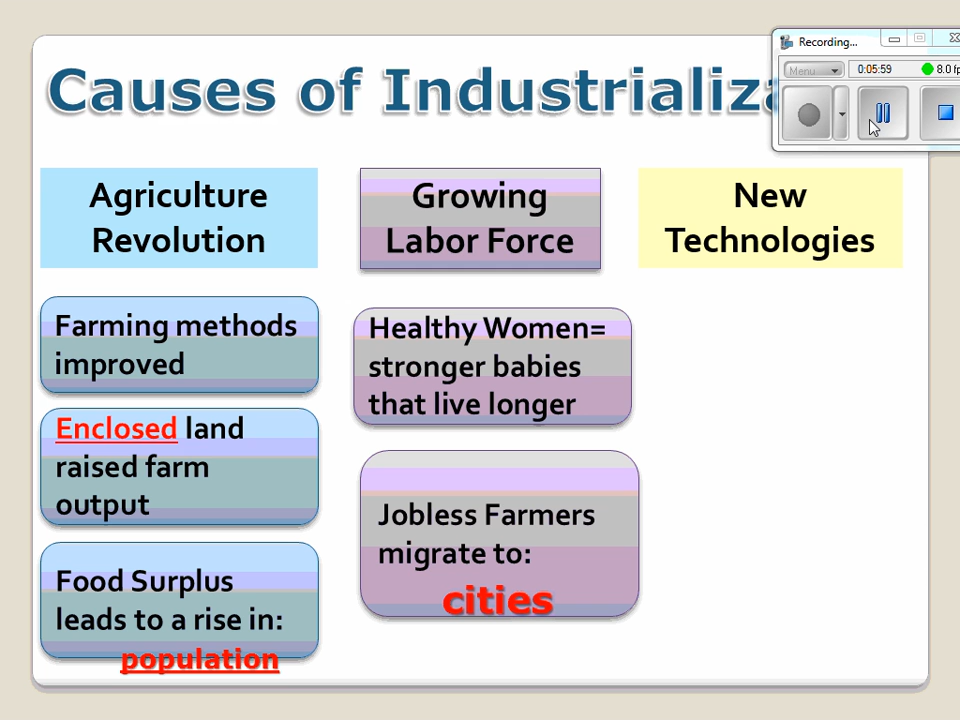 Causes of Industrializa
Recording...
Menu
0:05:59
8.0 fp
Agriculture
Revolution
Growing
Labor Force
New
Technologies
Farming methods
improved
Enclosed land
raised farm
output
Food Surplus
leads to a rise in:
population
Healthy Women=
stronger babies
that live longer
Jobless Farmers
migrate to:
cities